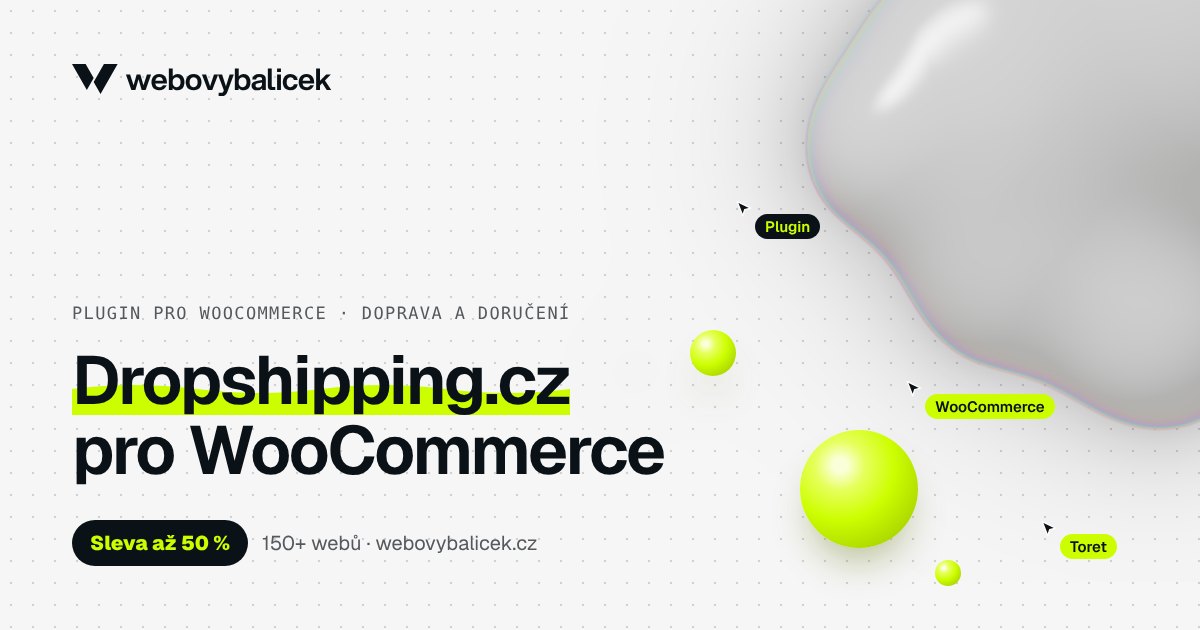 webovybalicek
Plugin
PLUGIN PRO WOOCOMMERCE · DOPRAVA A DORUČENÍ
Dropshipping.cz
pro WooCommerce
WooCommerce
Sleva až 50 %
150+ webů · webovybalicek.cz
Toret